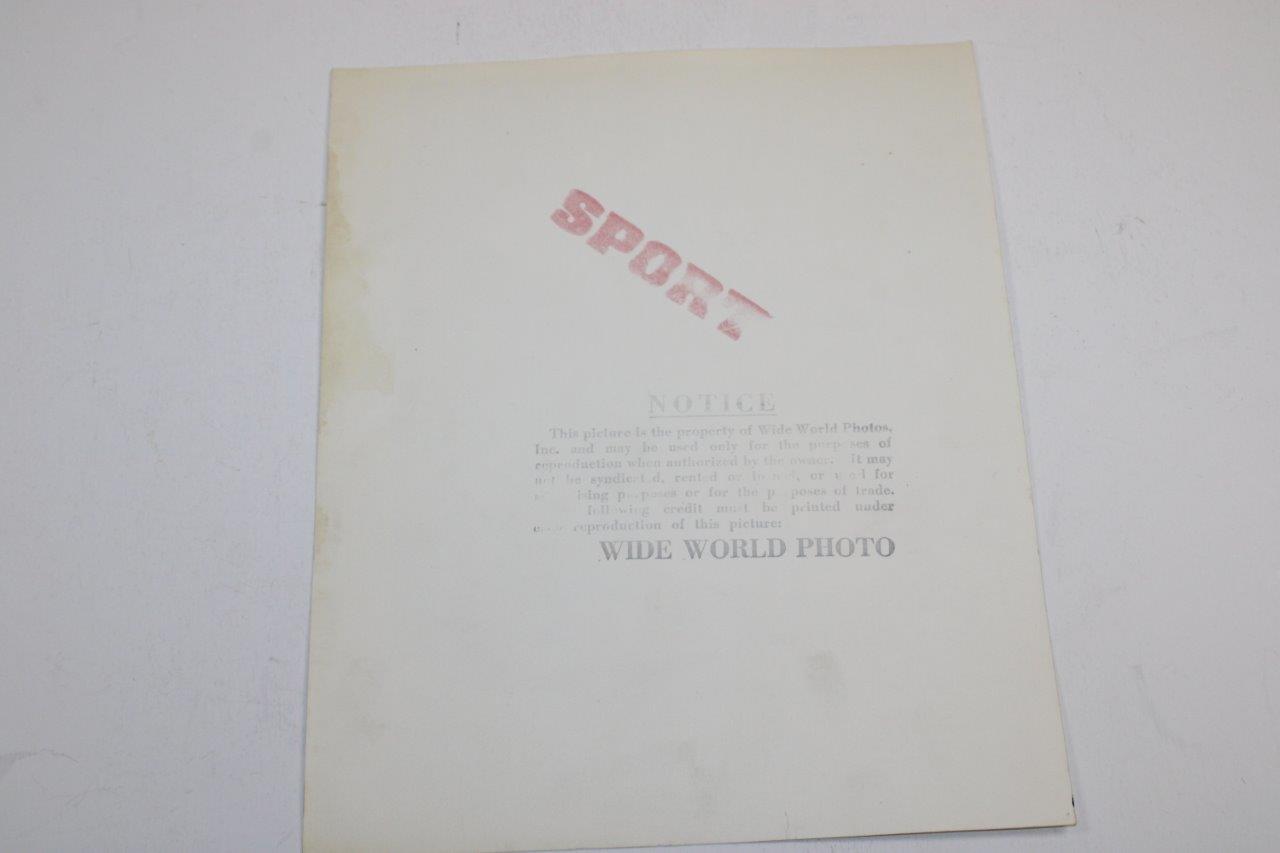 SPORT
NOTICE
This picture is the property of Wide World Photos,
Inc. and may be used only for the purposes of
reproduction when authorized by the owner. It may
not be syndicated, rented or loaned, or used for
purposes or for the purposes of trade.
following credit must be printed under
reproduction of this picture:
WIDE WORLD PHOTO